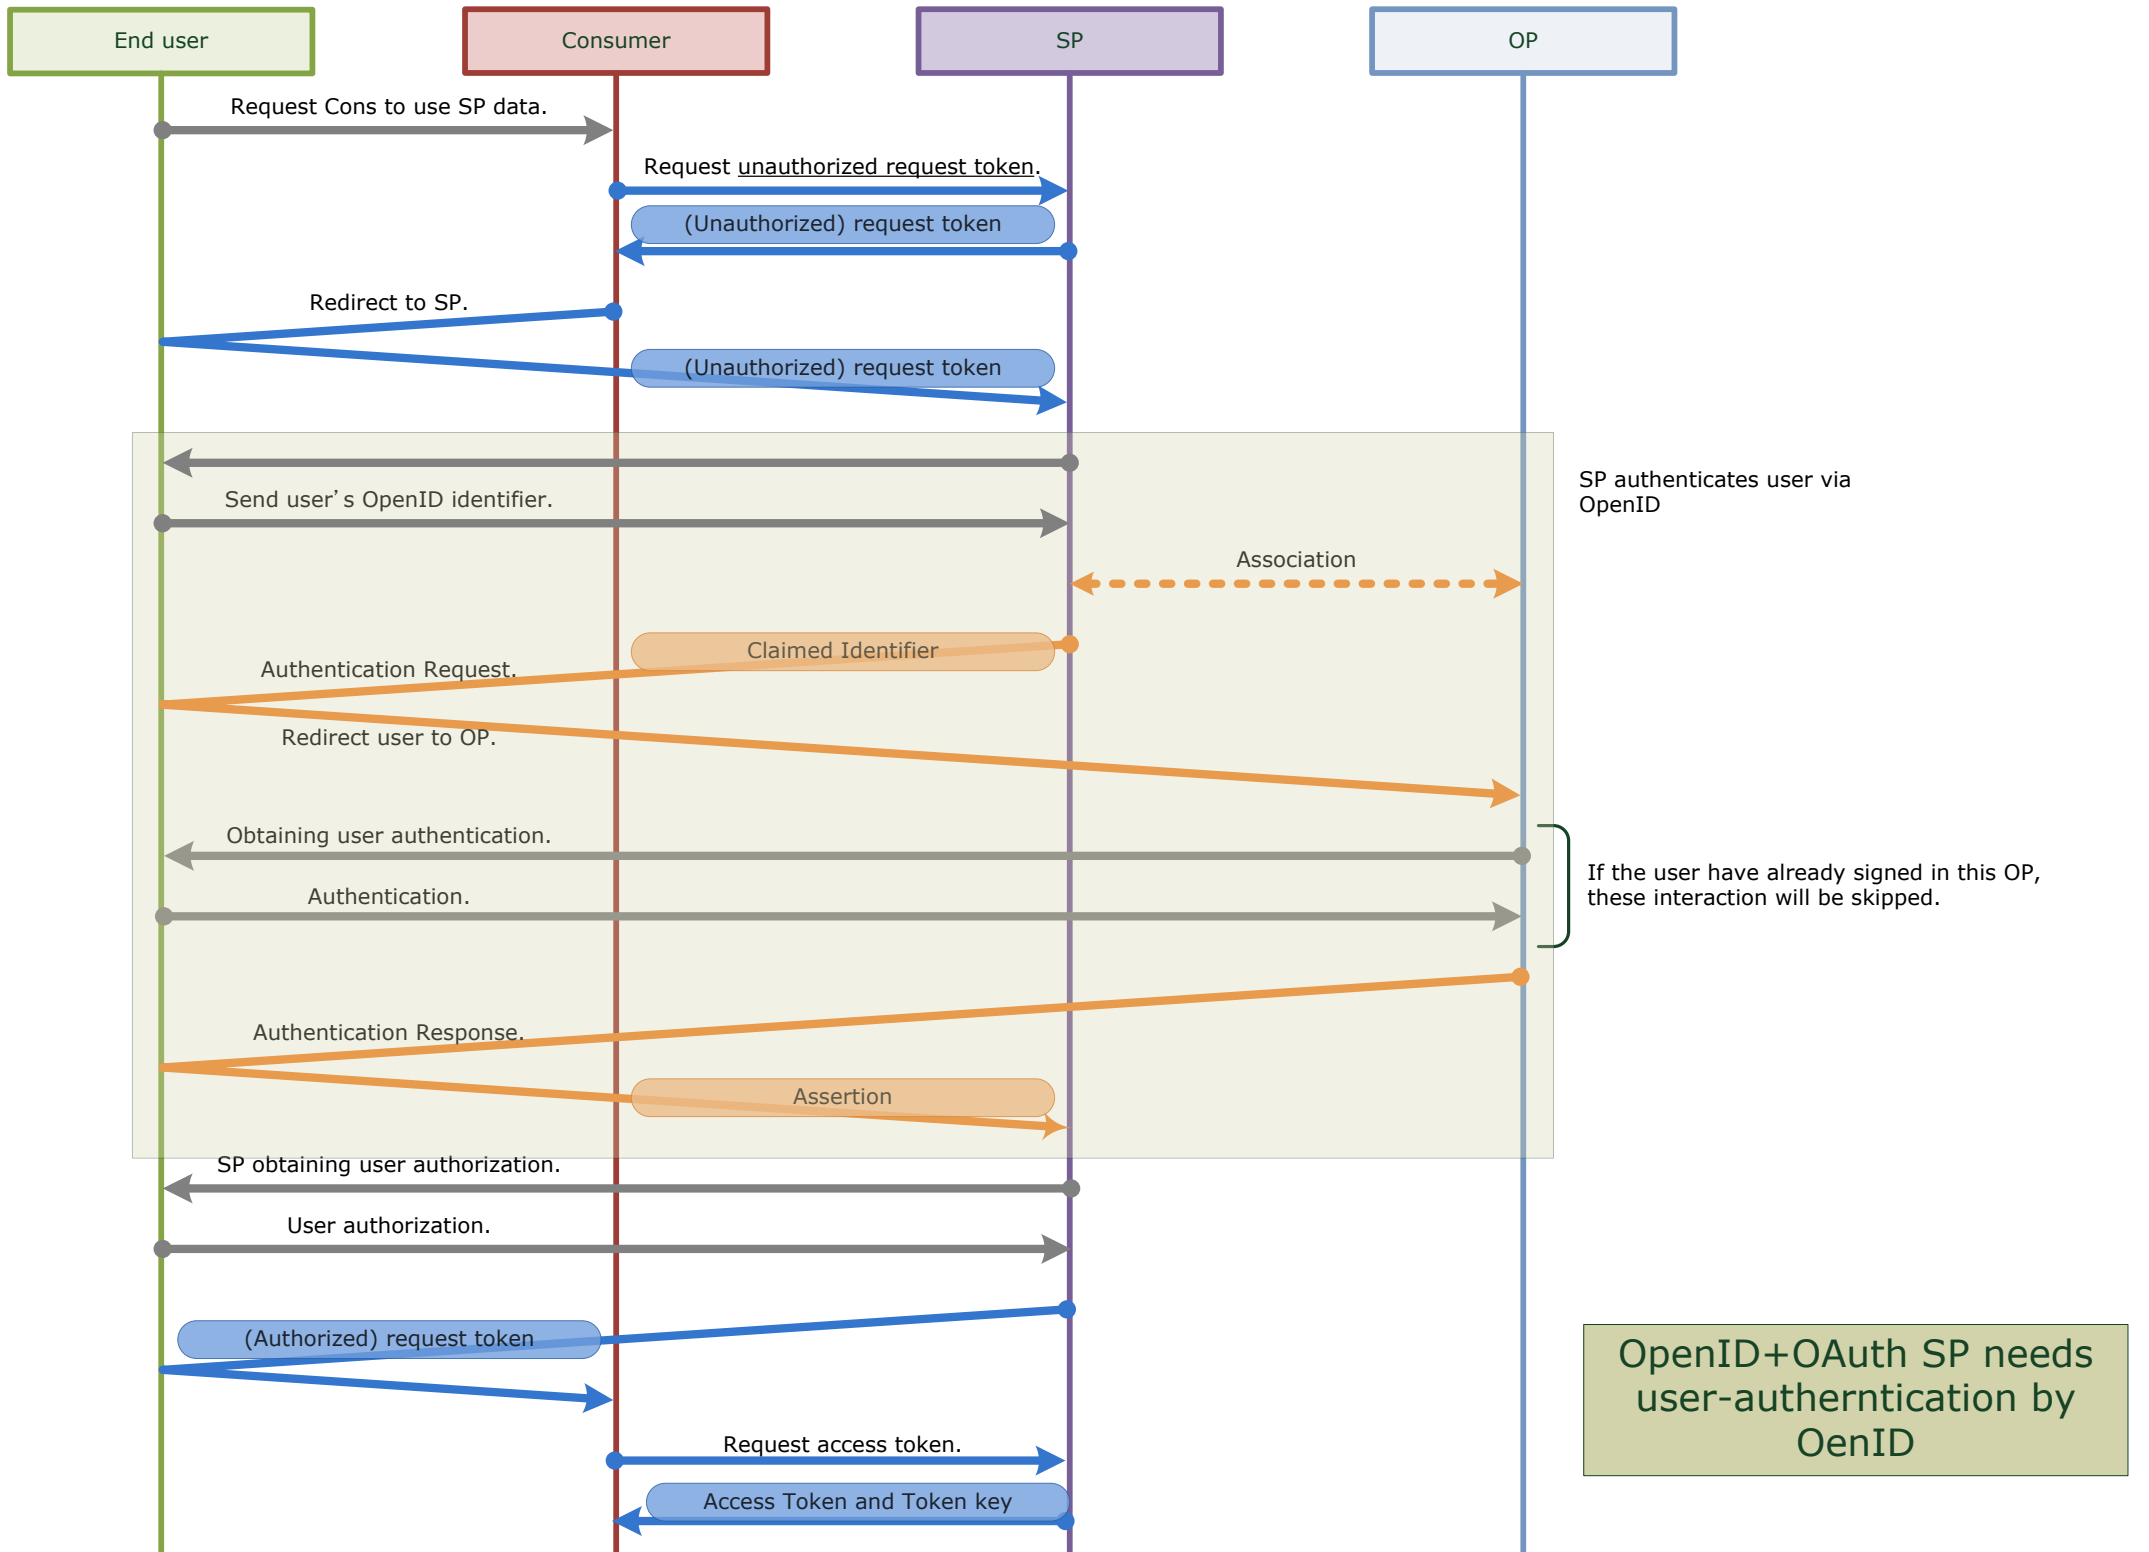 End user
Consumer
SP
OP
Request Cons to use SP data.
Request unauthorized request token.
(Unauthorized) request token
Redirect to SP.
(Unauthorized) request token
SP authenticates user via
OpenID
Send user’s OpenID identifier.
Association
Claimed Identifier
Authentication Request.
Redirect user to OP.
Obtaining user authentication.
If the user have already signed in this OP,
these interaction will be skipped.
Authentication.
Authentication Response.
Assertion
SP obtaining user authorization.
User authorization.
(Authorized) request token
OpenID+OAuth SP needs
user-autherntication by
OenID
Request access token.
Access Token and Token key